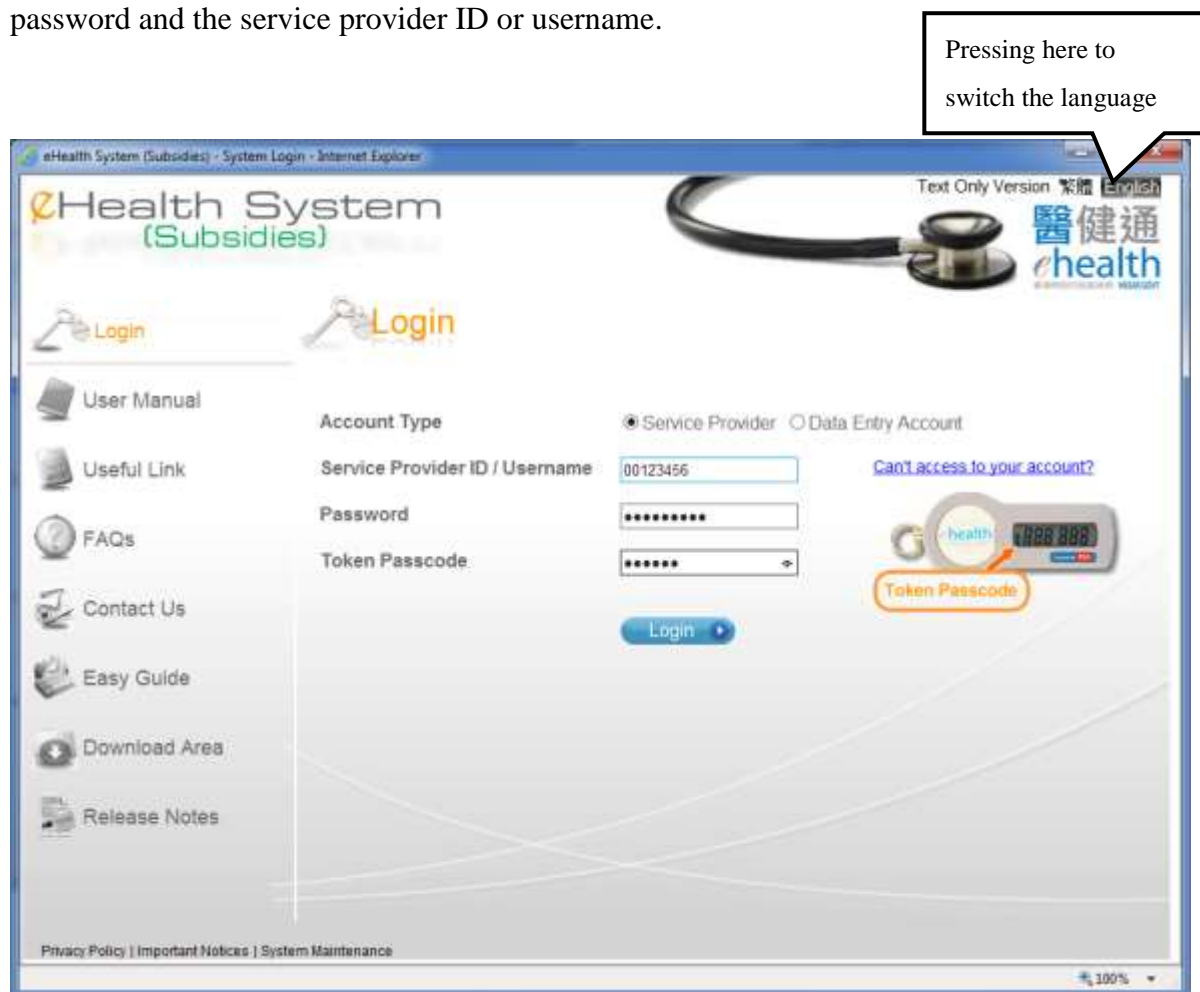 password and the service provider ID or username.
Pressing here to
switch the language
eHealth System (Subsidies) - System Login - Internet Explorer
eHealth System
(Subsidies)
Text Only Version 繁體 English
醫健通
ehealth
Login
Login
User Manual
Account Type
Service Provider
Data Entry Account
Useful Link
Service Provider ID / Username
00123456
Can't access to your account?
Password
•••••••••
FAQs
health
888 888
Token Passcode
••••••
Token Passcode
Contact Us
Login
Easy Guide
Download Area
Release Notes
Privacy Policy | Important Notices | System Maintenance
100%